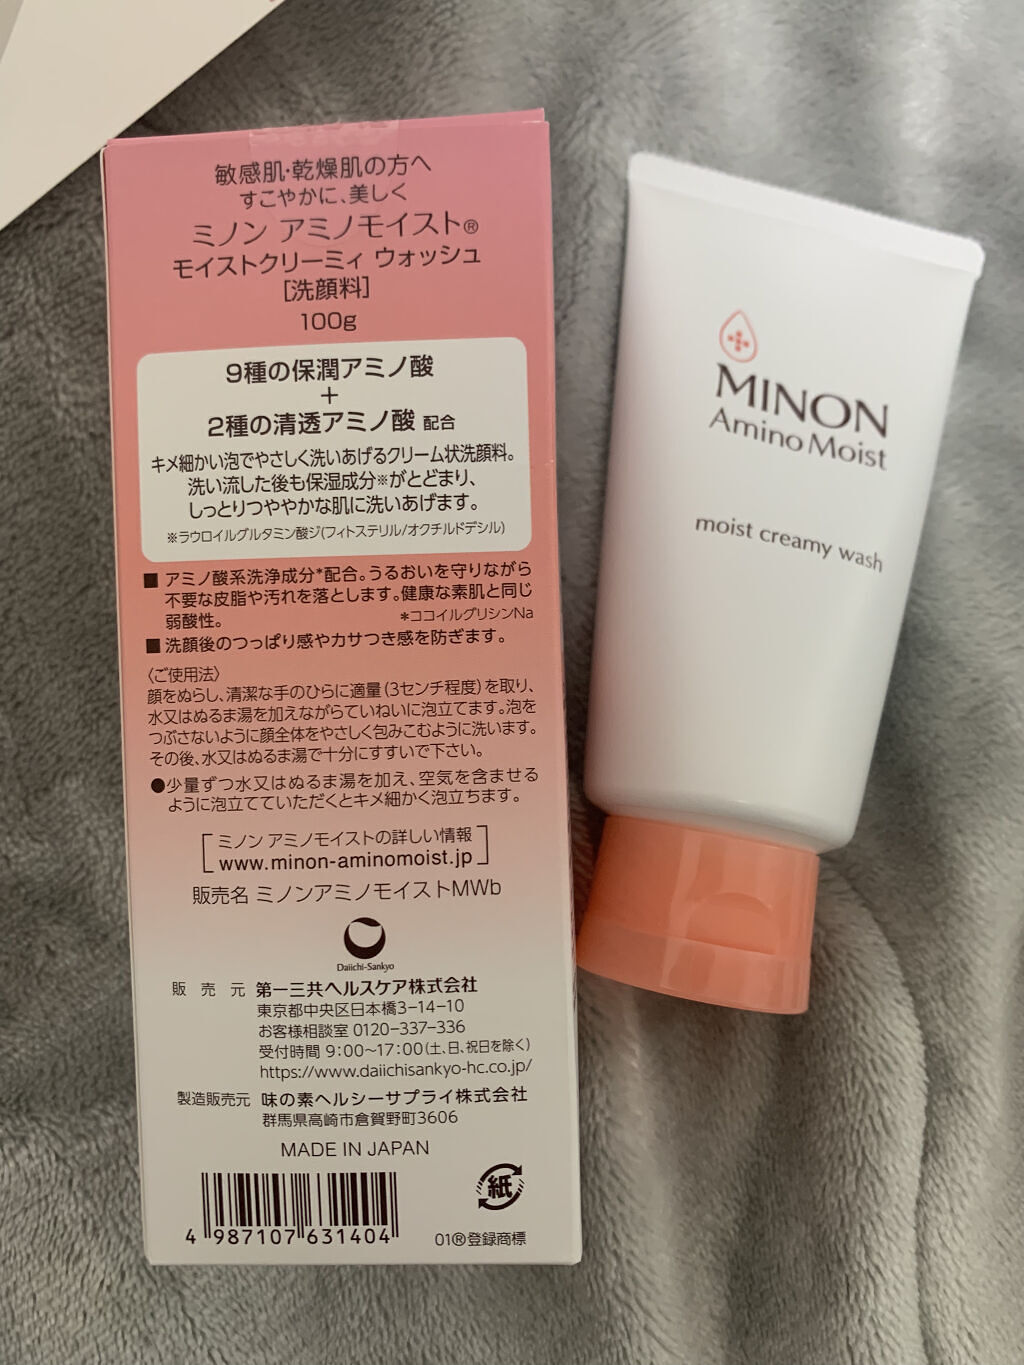 敏感肌・乾燥肌の方へ
すこやかに、美しく
ミノン アミノモイスト®
モイストクリーミィ ウォッシュ
[洗顔料]
100g
9種の保潤アミノ酸
+
2種の清透アミノ酸 配合
キメ細かい泡でやさしく洗いあげるクリーム状洗顔料。
洗い流した後も保湿成分※がとどまり、
しっとりつややかな肌に洗いあげます。
※ラウロイルグルタミン酸ジ(フィトステリル/オクチルドデシル)
■ アミノ酸系洗浄成分*配合。うるおいを守りながら
不要な皮脂や汚れを落とします。健康な素肌と同じ
弱酸性。 *ココイルグリシンNa
■ 洗顔後のつっぱり感やカサつき感を防ぎます。
〈ご使用法〉
顔をぬらし、清潔な手のひらに適量(3センチ程度)を取り、
水又はぬるま湯を加えながらていねいに泡立てます。泡を
つぶさないように顔全体をやさしく包みこむように洗います。
その後、水又はぬるま湯で十分にすすいで下さい。
●少量ずつ水又はぬるま湯を加え、空気を含ませる
ように泡立てていただくとキメ細かく泡立ちます。
ミノン アミノモイストの詳しい情報
www.minon-aminomoist.jp
販売名 ミノンアミノモイストMWb
Daiichi-Sankyo
販売元 第一三共ヘルスケア株式会社
東京都中央区日本橋3-14-10
お客様相談室 0120-337-336
受付時間 9:00〜17:00(土、日、祝日を除く)
https://www.daiichisankyo-hc.co.jp/
製造販売元 味の素ヘルシーサプライ株式会社
群馬県高崎市倉賀野町3606
MADE IN JAPAN
紙
4 987107 631404
01®登録商標
MINON
Amino Moist
moist creamy wash